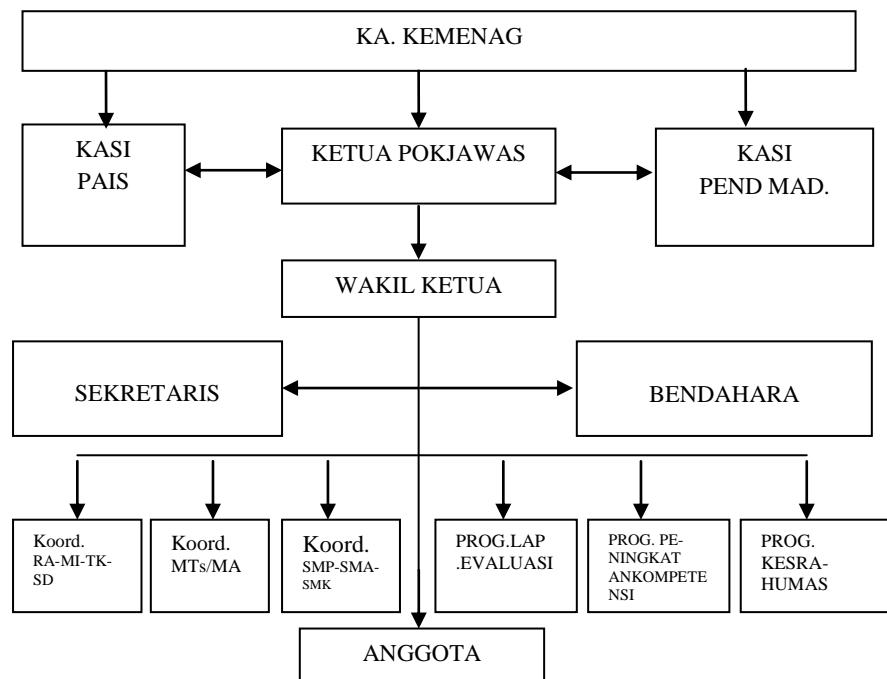 KA. KEMENAG
KASI
PAIS
KETUA POKJAWAS
KASI
PEND MAD.
WAKIL KETUA
SEKRETARIS
BENDAHARA
Koord.
RA-MI-TK-
SD
Koord.
MTs/MA
Koord.
SMP-SMA-
SMK
PROG.LAP
.EVALUASI
PROG. PE-
NINGKAT
ANKOMPETE
NSI
PROG.
KESRA-
HUMAS
ANGGOTA